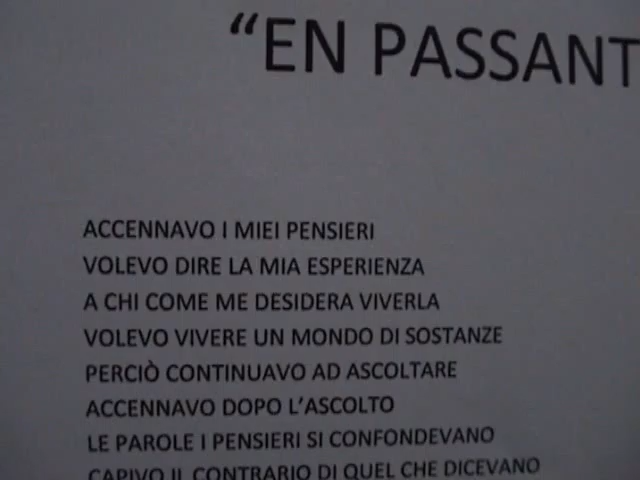 “EN PASSANT
ACCENNAVO I MIEI PENSIERI
VOLEVO DIRE LA MIA ESPERIENZA
A CHI COME ME DESIDERA VIVERLA
VOLEVO VIVERE UN MONDO DI SOSTANZE
PERCIÒ CONTINUAVO AD ASCOLTARE
ACCENNAVO DOPO L’ASCOLTO
LE PAROLE I PENSIERI SI CONFONDEVANO
CAPIVO IL CONTRARIO DI QUEL CHE DICEVANO